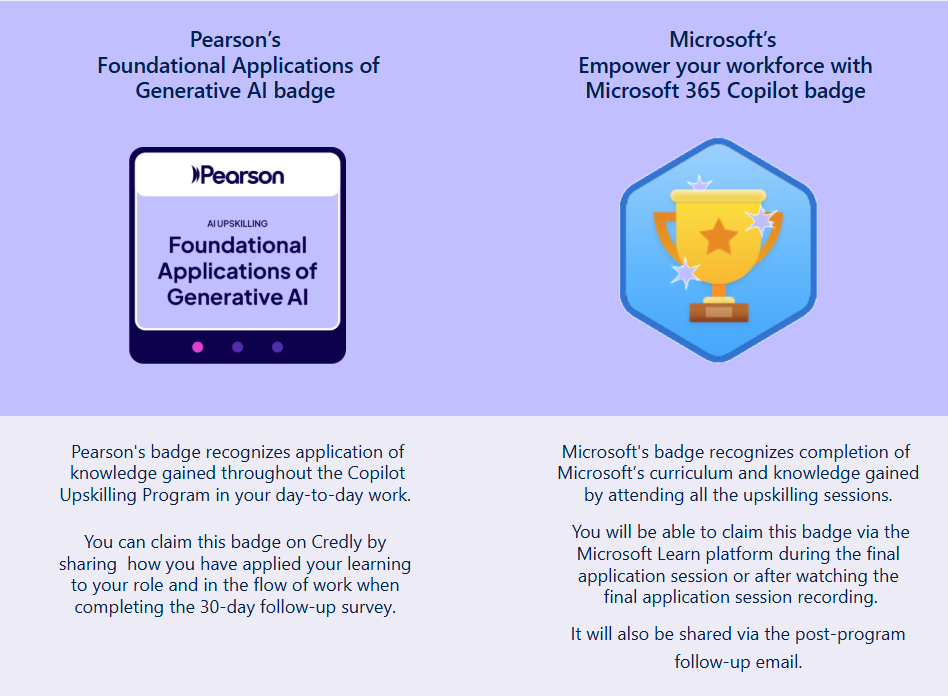 Pearson’s
Foundational Applications of
Generative AI badge
Pearson
AI UPSKILLING
Foundational
Applications of
Generative AI
Pearson's badge recognizes application of
knowledge gained throughout the Copilot
Upskilling Program in your day-to-day work.
You can claim this badge on Credly by
sharing  how you have applied your learning
to your role and in the flow of work when
completing the 30-day follow-up survey.
Microsoft’s
Empower your workforce with
Microsoft 365 Copilot badge
Microsoft's badge recognizes completion of
Microsoft’s curriculum and knowledge gained
by attending all the upskilling sessions.
You will be able to claim this badge via the
Microsoft Learn platform during the final
application session or after watching the
final application session recording.
It will also be shared via the post-program
follow-up email.